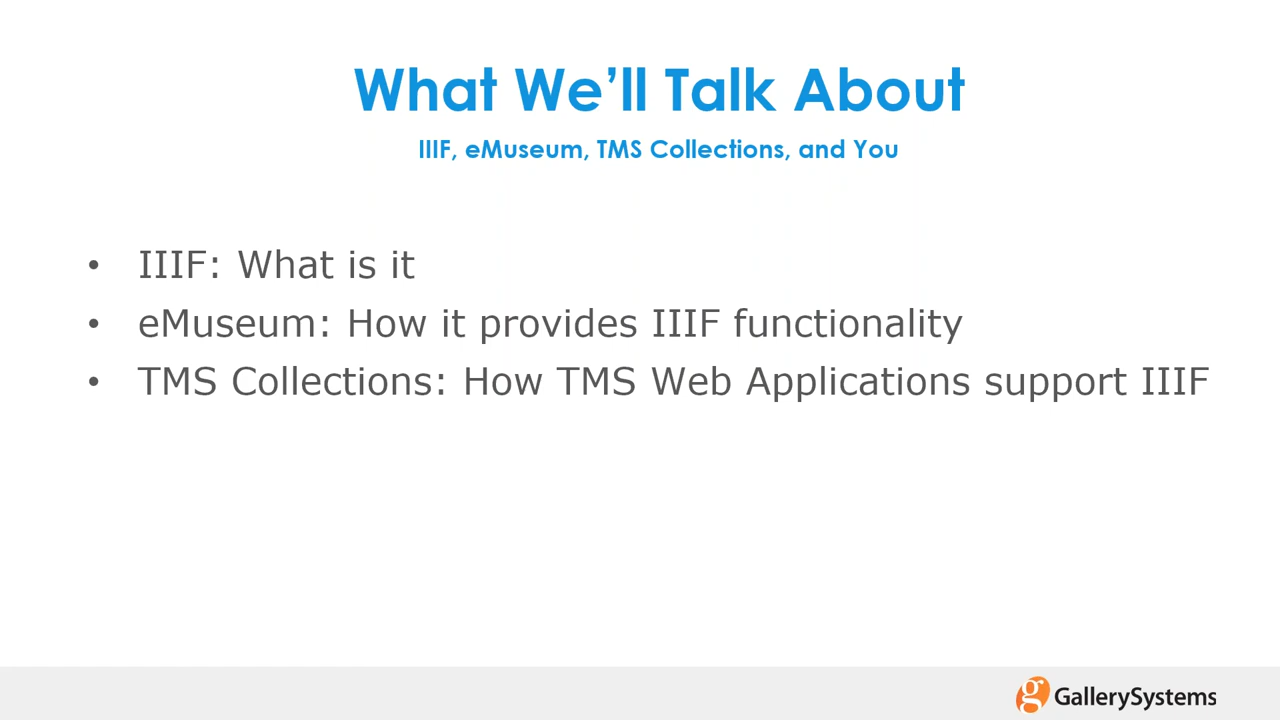 What We’ll Talk About
IIIF, eMuseum, TMS Collections, and You
• IIIF: What is it
• eMuseum: How it provides IIIF functionality
• TMS Collections: How TMS Web Applications support IIIF
g GallerySystems